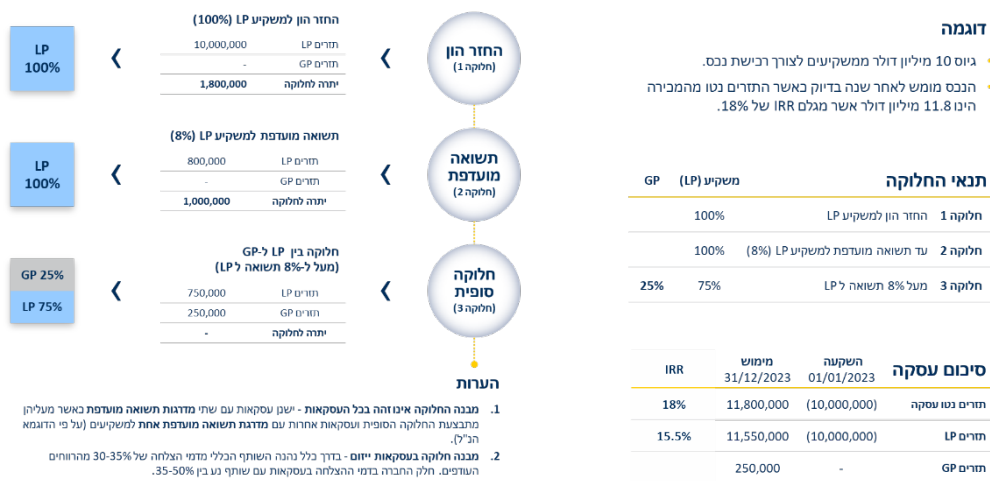 דוגמה
גיוס 10 מיליון דולר ממשקיעים לצורך רכישת נכס.
הנכס מומש לאחר שנה בדיוק כאשר התזרים נטו מהמכירה
הינו 11.8 מיליון דולר אשר מגלם IRR של 18%.
תנאי החלוקה משקיע (LP) GP
חלוקה 1 החזר הון למשקיע LP 100%
חלוקה 2 עד תשואה מועדפת למשקיע LP (8%) 100%
חלוקה 3 מעל 8% תשואה ל LP 75% 25%
סיכום עסקה השקעה 01/01/2023 מימוש 31/12/2023 IRR
תזרים נטו עסקה (10,000,000) 11,800,000 18%
תזרים LP (10,000,000) 11,550,000 15.5%
תזרים GP - 250,000
החזר הון
(חלוקה 1)
החזר הון למשקיע LP (100%)
תזרים LP 10,000,000
תזרים GP -
יתרה לחלוקה 1,800,000
LP
100%
תשואה
מועדפת
(חלוקה 2)
תשואה מועדפת למשקיע LP (8%)
תזרים LP 800,000
תזרים GP -
יתרה לחלוקה 1,000,000
LP
100%
חלוקה
סופית
(חלוקה 3)
חלוקה בין LP ל-GP
(מעל ל-8% תשואה ל LP)
תזרים LP 750,000
תזרים GP 250,000
יתרה לחלוקה -
GP 25%
LP 75%
הערות
1. מבנה החלוקה אינו זהה בכל העסקאות - ישנן עסקאות עם שתי מדרגות תשואה מועדפת כאשר מעליהן
מתבצעת החלוקה הסופית ועסקאות אחרות עם מדרגת תשואה מועדפת אחת למשקיעים (על פי הדוגמא
הנ"ל).
2. מבנה חלוקה בעסקאות ייזום - בדרך כלל נהנה השותף הכללי מדמי הצלחה של 30-35% מהרווחים
העודפים. חלק החברה בדמי ההצלחה בעסקאות עם שותף נע בין 35-50%.